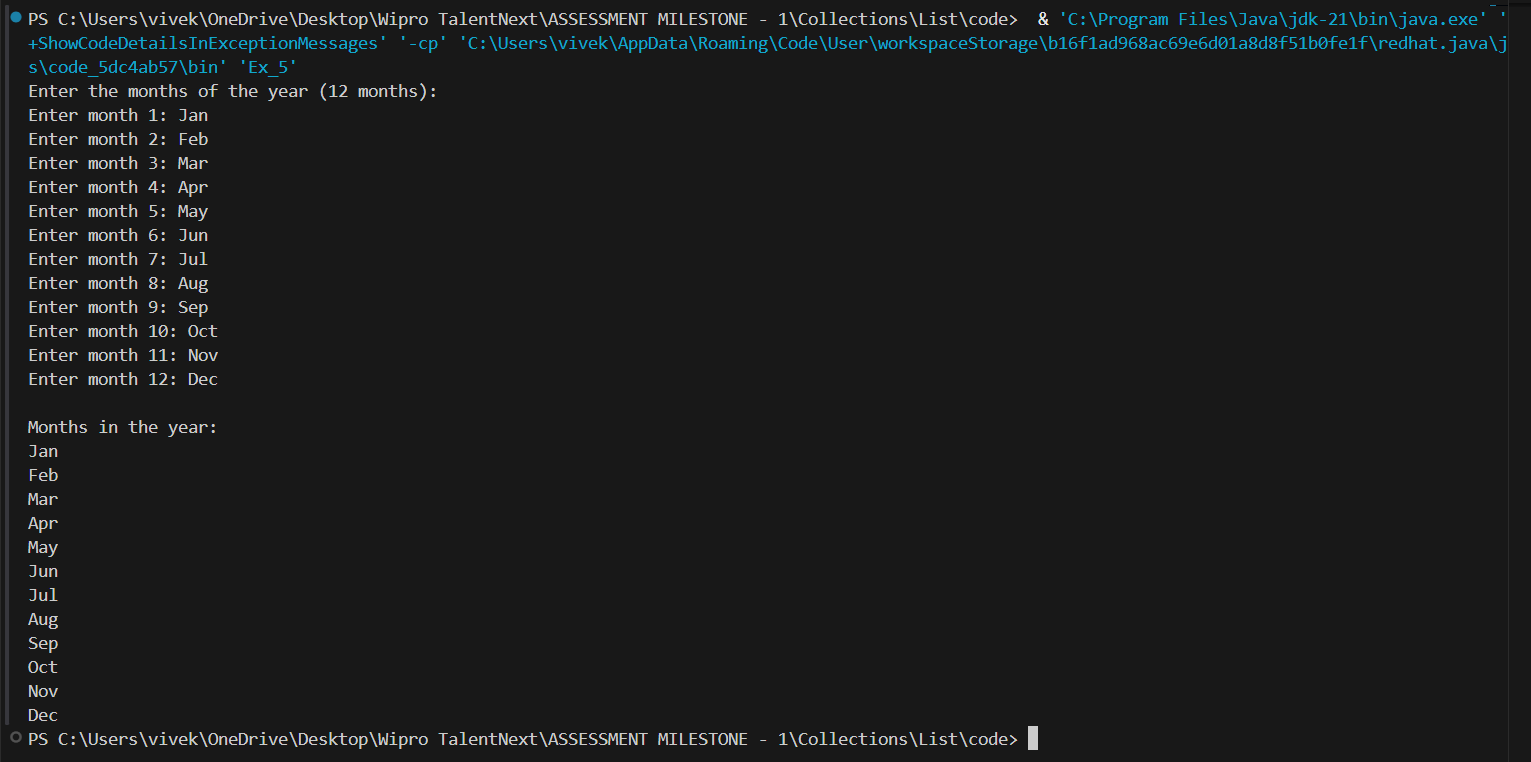 PS C:\Users\vivek\OneDrive\Desktop\Wipro TalentNext\ASSESSMENT MILESTONE - 1\Collections\List\code>  & 'C:\Program Files\Java\jdk-21\bin\java.exe' '
+ShowCodeDetailsInExceptionMessages' '-cp' 'C:\Users\vivek\AppData\Roaming\Code\User\workspaceStorage\b16f1ad968ac69e6d01a8d8f51b0fe1f\redhat.java\j
s\code_5dc4ab57\bin' 'Ex_5'
Enter the months of the year (12 months):
Enter month 1: Jan
Enter month 2: Feb
Enter month 3: Mar
Enter month 4: Apr
Enter month 5: May
Enter month 6: Jun
Enter month 7: Jul
Enter month 8: Aug
Enter month 9: Sep
Enter month 10: Oct
Enter month 11: Nov
Enter month 12: Dec
Months in the year:
Jan
Feb
Mar
Apr
May
Jun
Jul
Aug
Sep
Oct
Nov
Dec
PS C:\Users\vivek\OneDrive\Desktop\Wipro TalentNext\ASSESSMENT MILESTONE - 1\Collections\List\code>